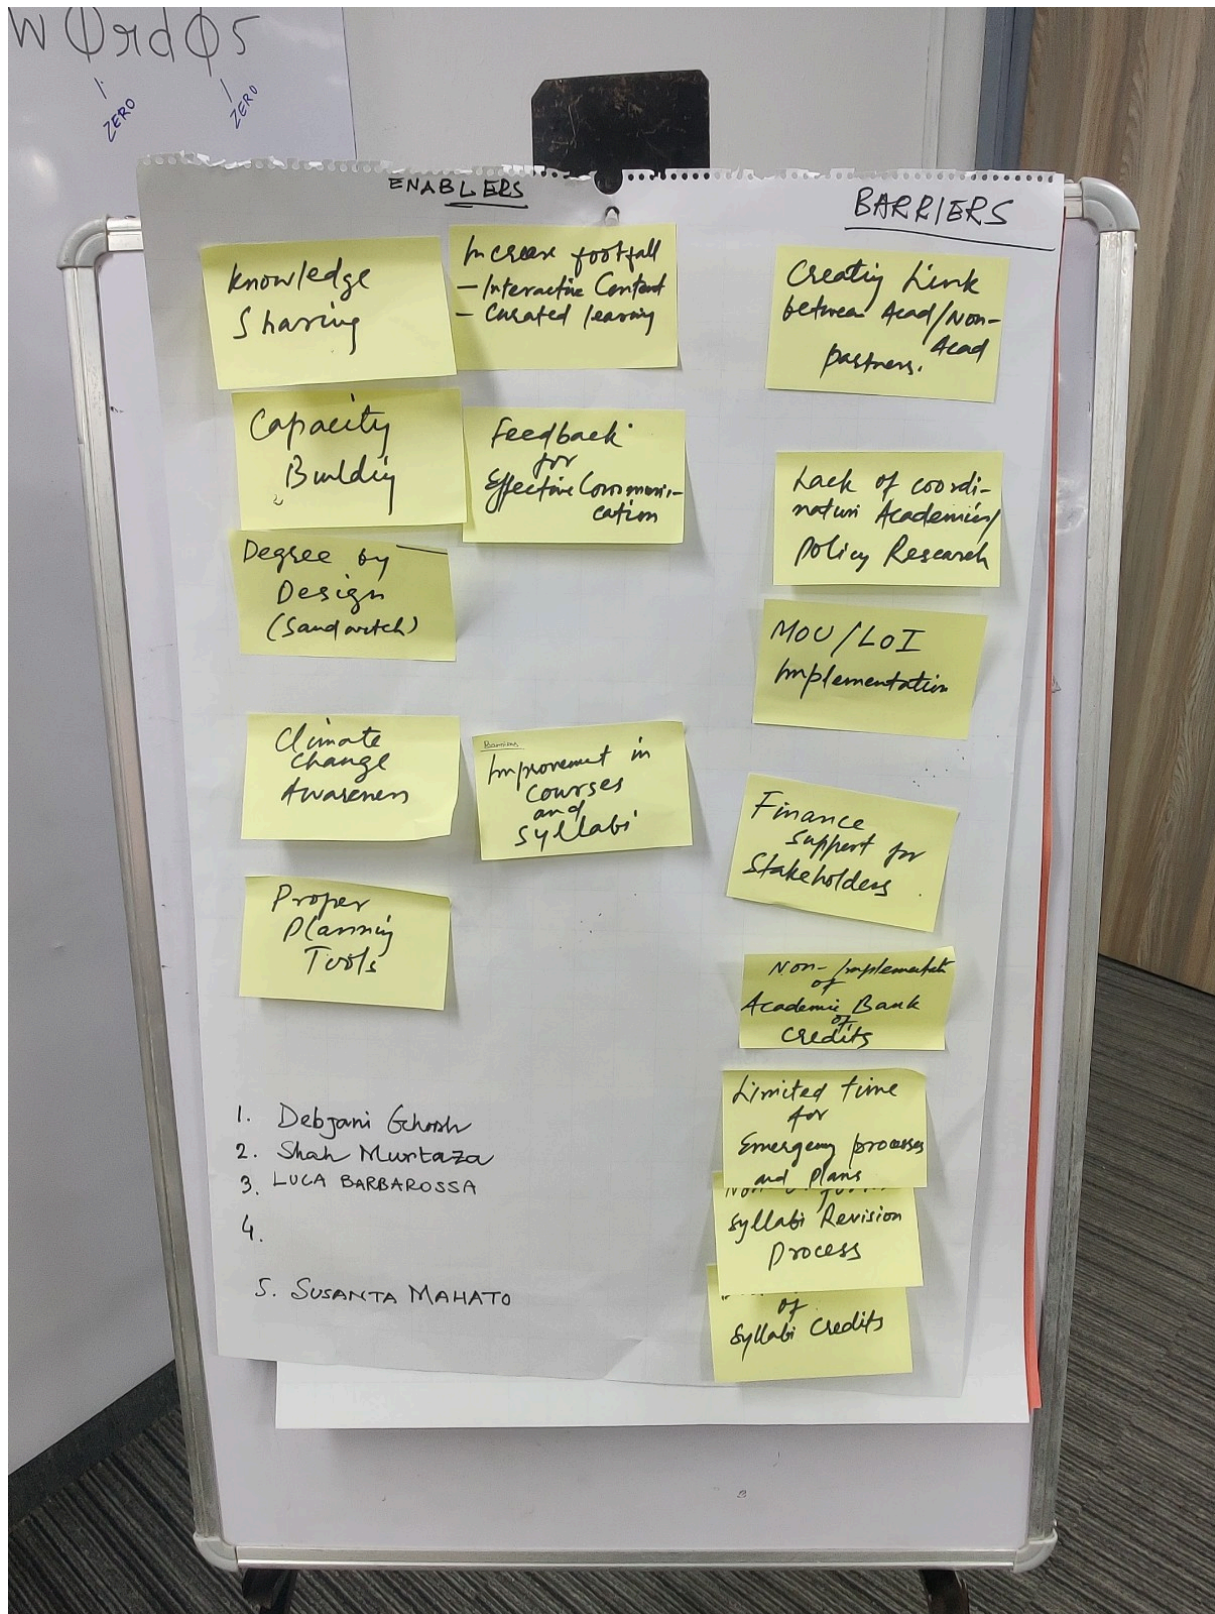 W0rd05
ZERO
ZERO
ENABLERS
Knowledge
Sharing
Increase footfall
- Interactive Content
- Curated learning
Capacity
Building
Feedback
for
Effective Communi-
cation
Degree by
Design
(Sandwitch)
Climate
Change
Awareness
Improvement in
Courses
and
Syllabi
Proper
Planning
Tools
1. Debjani Ghosh
2. Shah Murtaza
3. LUCA BARBAROSSA
4.
5. SUSANTA MAHATO
BARRIERS
Creating Link
between Acad/Non-
Acad
partners.
Lack of coordi-
nation Academics/
Policy Research
MOU/LOI
Implementation
Finance
Support for
Stakeholders
Non-Implementat
of
Academic Bank
of
Credits
Limited time
for
Emergency processes
and Plans
Syllabi Revision
Process
of
Syllabi Credits